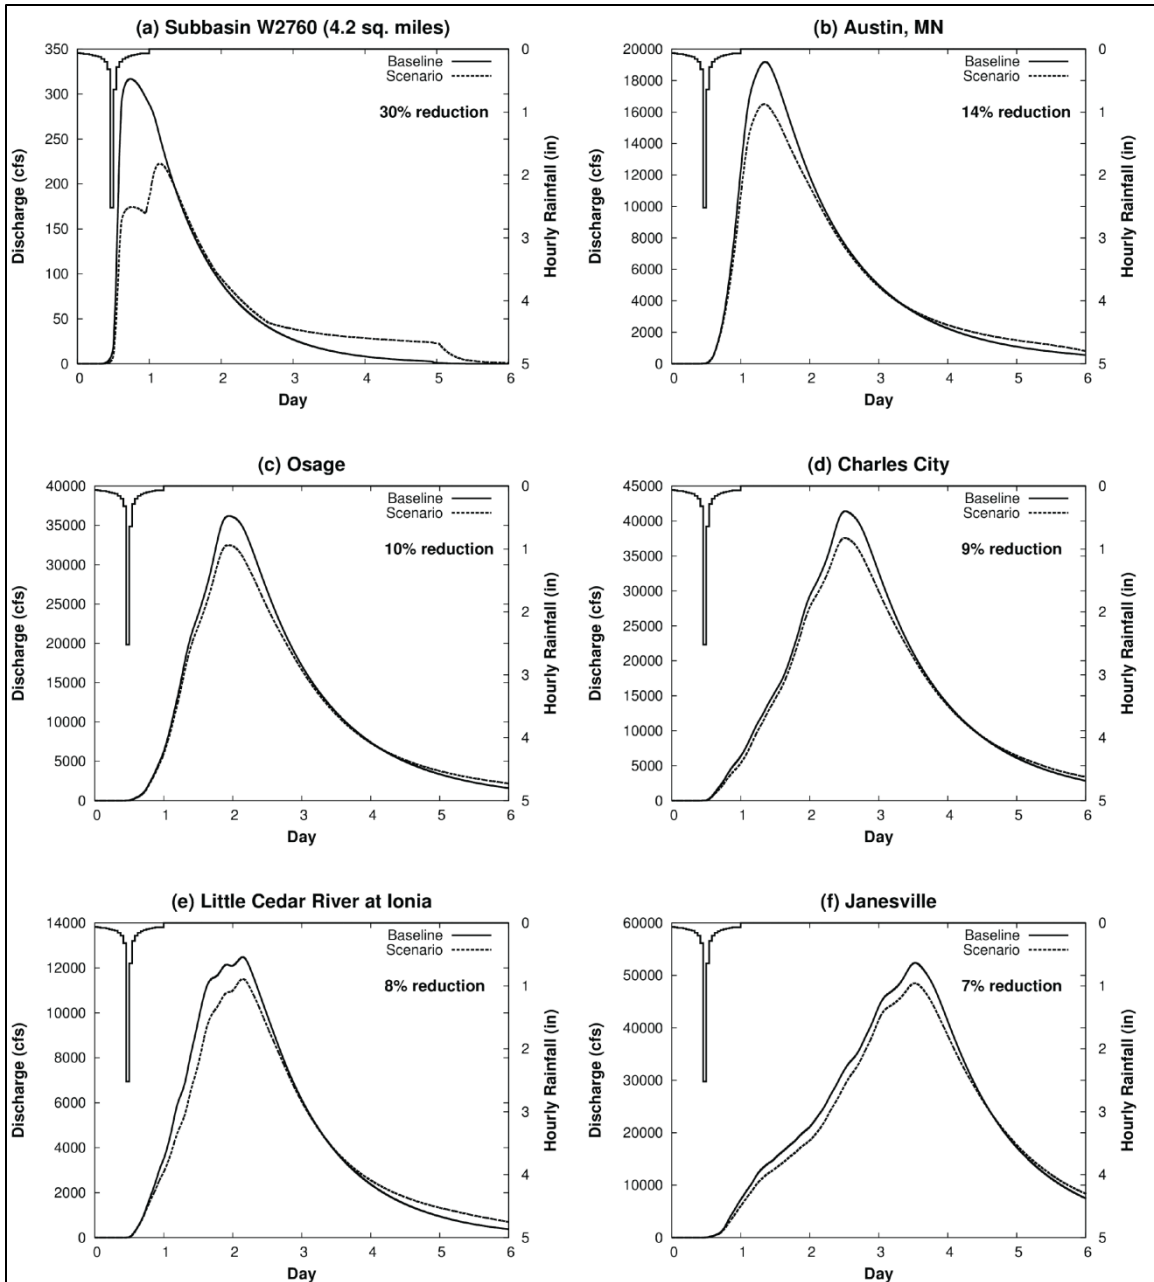 (a) Subbasin W2760 (4.2 sq. miles)
350
300
250
200
150
100
50
0
Discharge (cfs)
0
1
2
3
4
5
Hourly Rainfall (in)
Baseline
Scenario
30% reduction
0 1 2 3 4 5 6
Day
(b) Austin, MN
20000
18000
16000
14000
12000
10000
8000
6000
4000
2000
0
Discharge (cfs)
0
1
2
3
4
5
Hourly Rainfall (in)
Baseline
Scenario
14% reduction
0 1 2 3 4 5 6
Day
(c) Osage
40000
35000
30000
25000
20000
15000
10000
5000
0
Discharge (cfs)
0
1
2
3
4
5
Hourly Rainfall (in)
Baseline
Scenario
10% reduction
0 1 2 3 4 5 6
Day
(d) Charles City
45000
40000
35000
30000
25000
20000
15000
10000
5000
0
Discharge (cfs)
0
1
2
3
4
5
Hourly Rainfall (in)
Baseline
Scenario
9% reduction
0 1 2 3 4 5 6
Day
(e) Little Cedar River at Ionia
14000
12000
10000
8000
6000
4000
2000
0
Discharge (cfs)
0
1
2
3
4
5
Hourly Rainfall (in)
Baseline
Scenario
8% reduction
0 1 2 3 4 5 6
Day
(f) Janesville
60000
50000
40000
30000
20000
10000
0
Discharge (cfs)
0
1
2
3
4
5
Hourly Rainfall (in)
Baseline
Scenario
7% reduction
0 1 2 3 4 5 6
Day